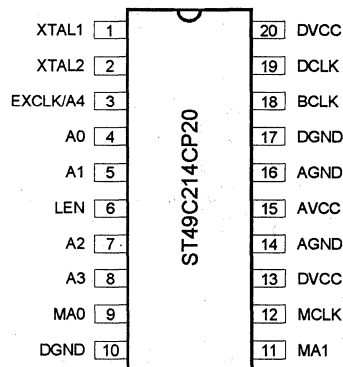 XTAL1 1 20 DVCC
XTAL2 2 19 DCLK
EXCLK/A4 3 18 BCLK
A0 4 17 DGND
A1 5 16 AGND
LEN 6 15 AVCC
A2 7 14 AGND
A3 8 13 DVCC
MA0 9 12 MCLK
DGND 10 11 MA1
ST49C214CP20